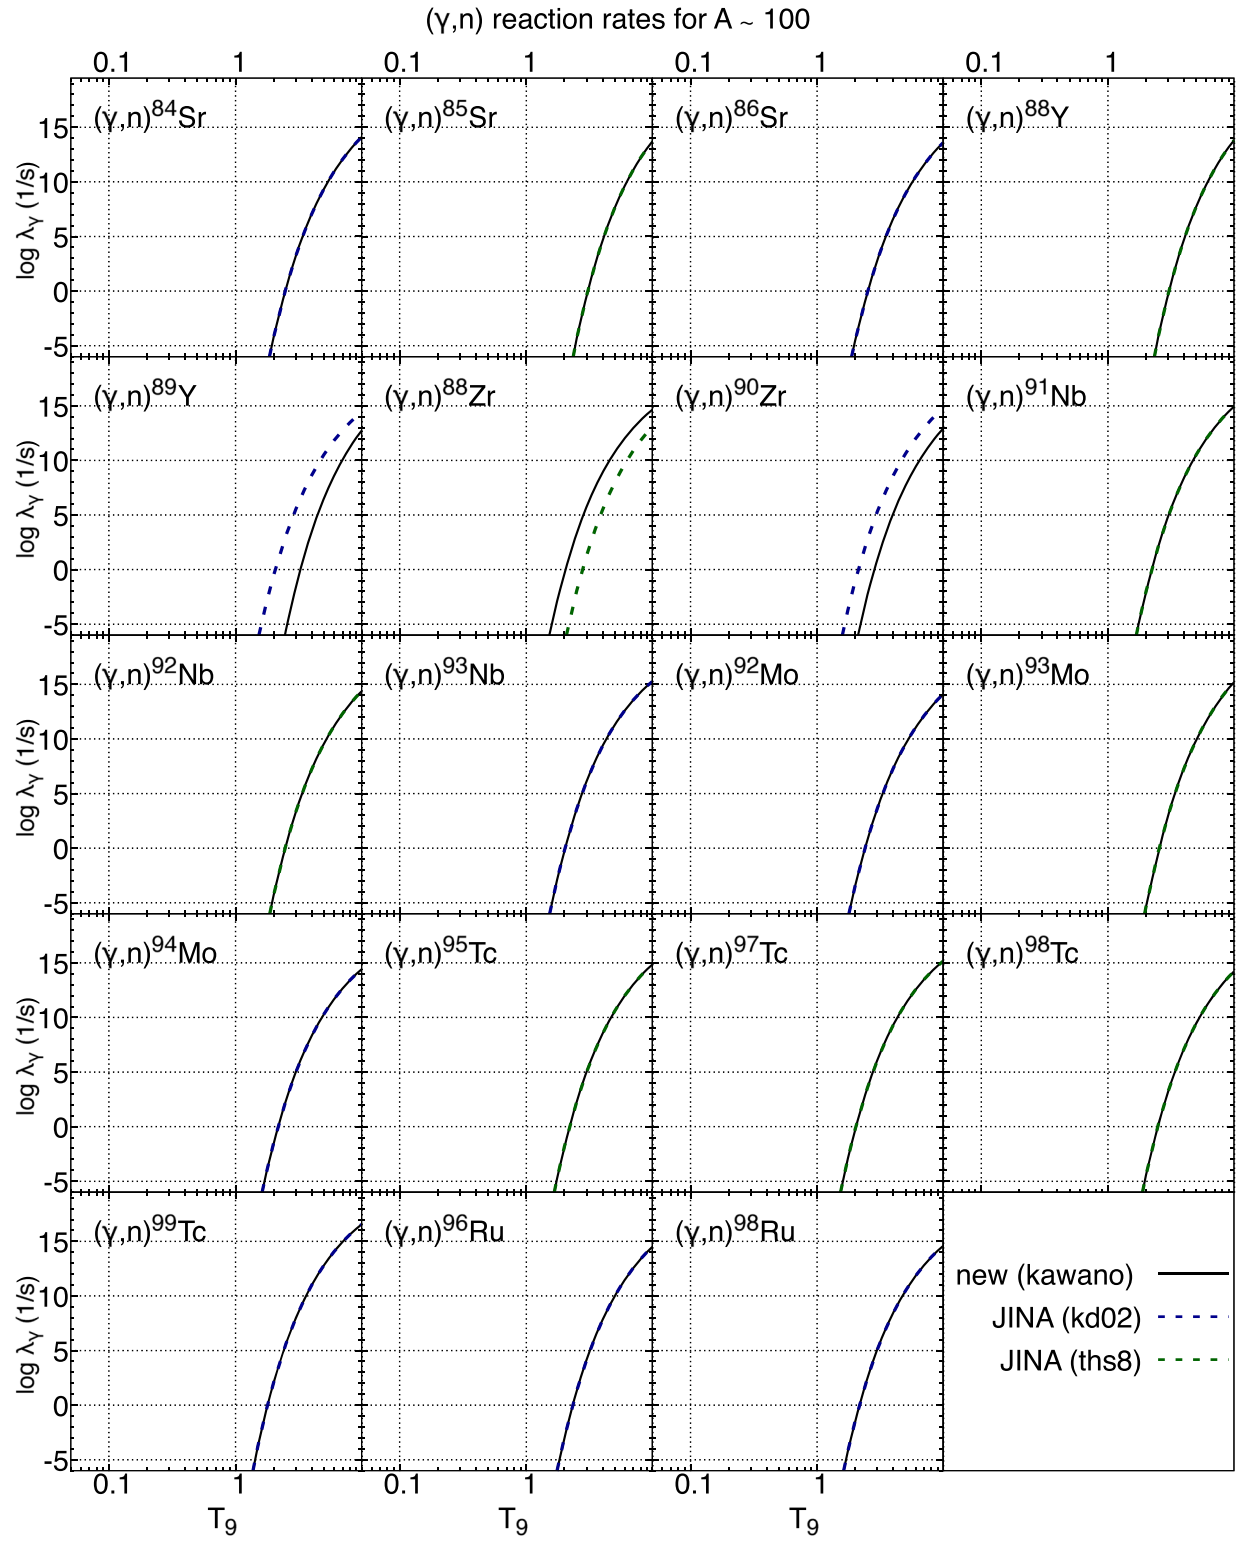 (γ,n) reaction rates for A ~ 100
0.1 1 0.1 1 0.1 1 0.1 1
(γ,n)⁸⁴Sr (γ,n)⁸⁵Sr (γ,n)⁸⁶Sr (γ,n)⁸⁸Y
15
10
5
0
-5
log λγ (1/s)
(γ,n)⁸⁹Y (γ,n)⁸⁸Zr (γ,n)⁹⁰Zr (γ,n)⁹¹Nb
15
10
5
0
-5
log λγ (1/s)
(γ,n)⁹²Nb (γ,n)⁹³Nb (γ,n)⁹²Mo (γ,n)⁹³Mo
15
10
5
0
-5
log λγ (1/s)
(γ,n)⁹⁴Mo (γ,n)⁹⁵Tc (γ,n)⁹⁷Tc (γ,n)⁹⁸Tc
15
10
5
0
-5
log λγ (1/s)
(γ,n)⁹⁹Tc (γ,n)⁹⁶Ru (γ,n)⁹⁸Ru
15
10
5
0
-5
log λγ (1/s)
new (kawano)
JINA (kd02)
JINA (ths8)
0.1 1 0.1 1 0.1 1
T₉ T₉ T₉